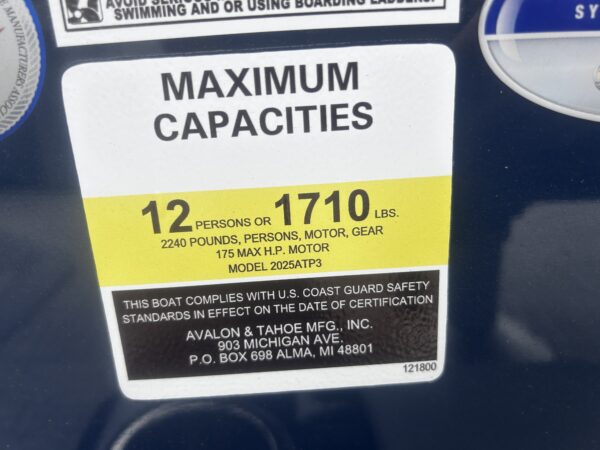 SWIMMING AND OR USING BOARDING LADDERS.
SY
MAXIMUM
CAPACITIES
12 PERSONS OR 1710 LBS.
2240 POUNDS, PERSONS, MOTOR, GEAR
175 MAX H.P. MOTOR
MODEL 2025ATP3
THIS BOAT COMPLIES WITH U.S. COAST GUARD SAFETY
STANDARDS IN EFFECT ON THE DATE OF CERTIFICATION
AVALON & TAHOE MFG., INC.
903 MICHIGAN AVE.
P.O. BOX 698 ALMA, MI 48801
121800